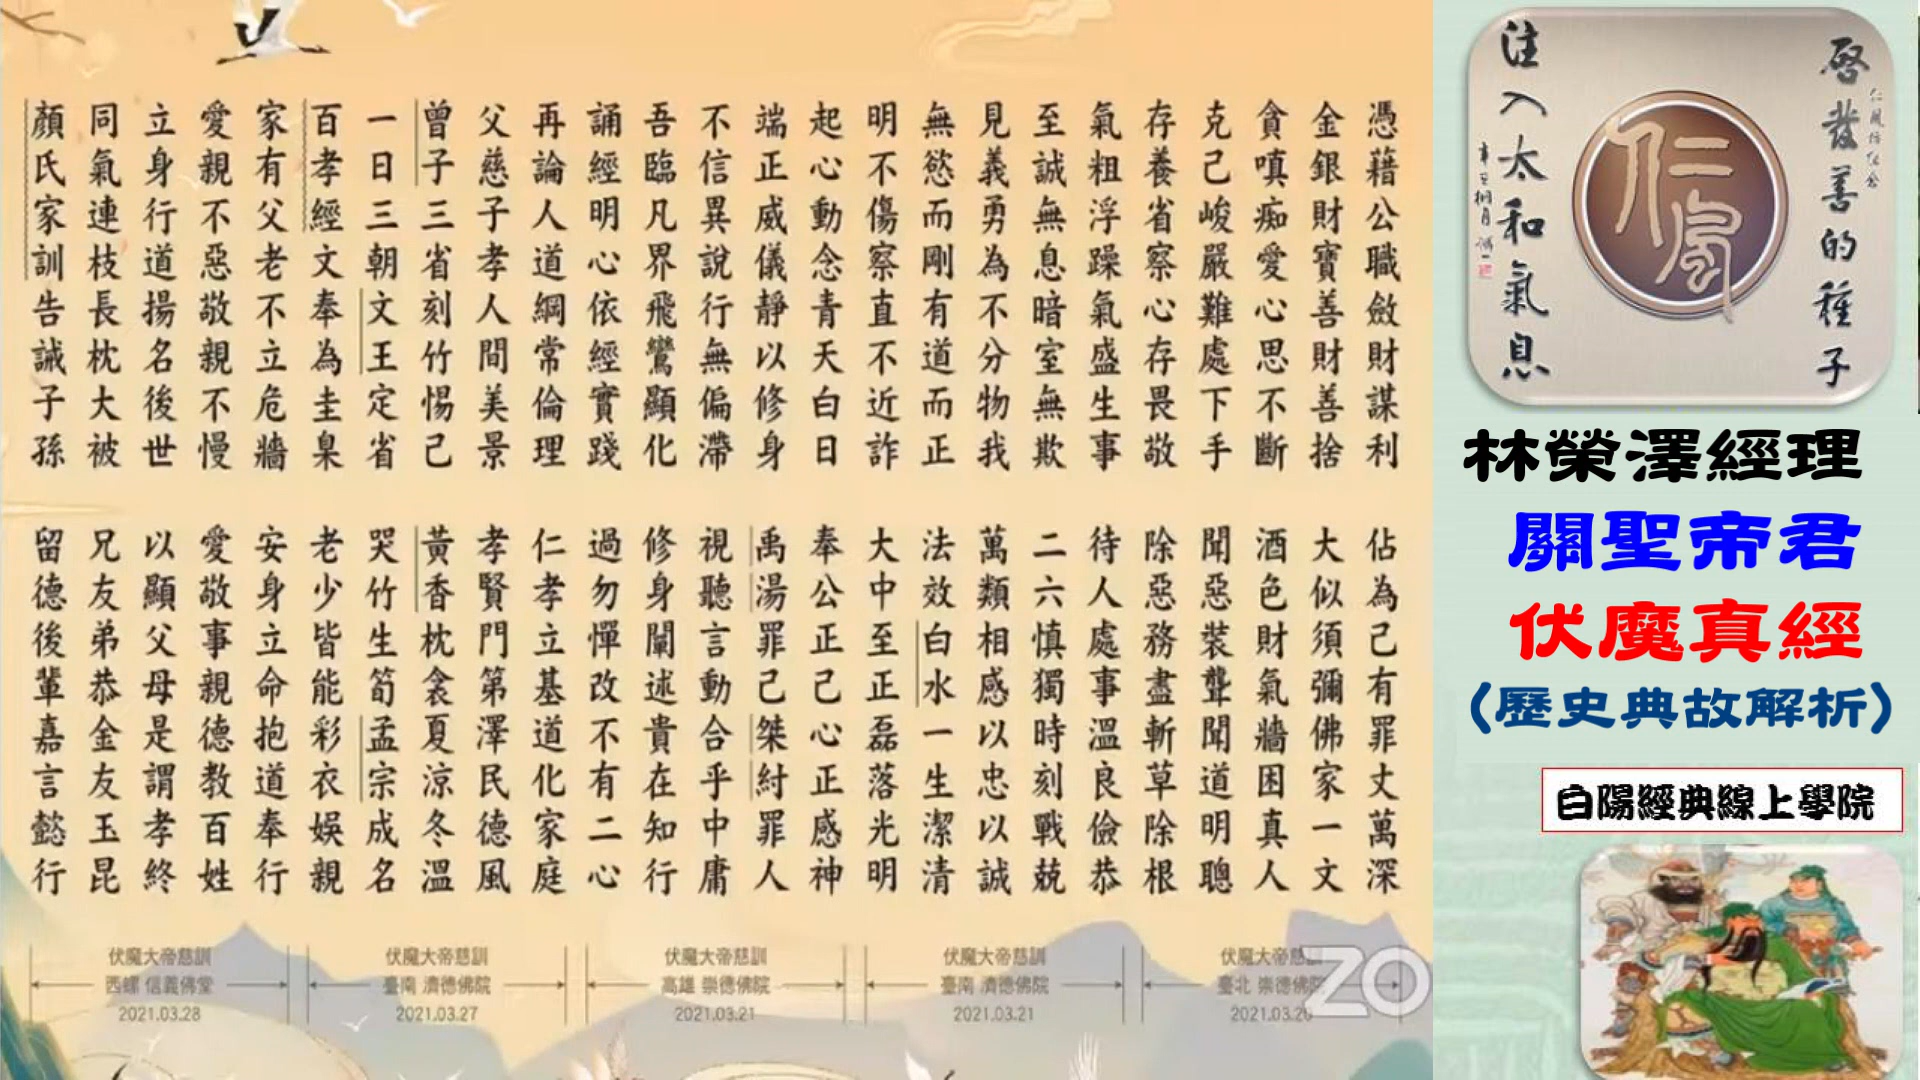 憑藉公職斂財謀利
金銀財寶善財善捨
貪嗔痴愛心思不斷
克己峻嚴難處下手
存養省察心存畏敬
氣粗浮躁氣盛生事
至誠無息暗室無欺
見義勇為不分物我
無慾而剛有道而正
明不傷察直不近詐
起心動念青天白日
端正威儀靜以修身
不信異說行無偏滯
吾臨凡界飛鸞顯化
誦經明心依經實踐
再論人道綱常倫理
父慈子孝人間美景
曾子三省刻竹惕己
一日三朝文王定省
百孝經文奉為圭臬
家有父老不立危牆
愛親不惡敬親不慢
立身行道揚名後世
同氣連枝長枕大被
顏氏家訓告誡子孫
佔為己有罪丈萬深
大似須彌佛家一文
酒色財氣牆困真人
聞惡裝聾聞道明聰
除惡務盡斬草除根
待人處事溫良儉恭
二六慎獨時刻戰兢
萬類相感以忠以誠
法效白水一生潔清
大中至正磊落光明
奉公正己心正感神
禹湯罪己桀紂罪人
視聽言動合乎中庸
修身闡述貴在知行
過勿憚改不有二心
仁孝立基道化家庭
孝賢門第澤民德風
黃香枕衾夏涼冬溫
哭竹生筍孟宗成名
老少皆能彩衣娛親
安身立命抱道奉行
愛敬事親德教百姓
以顯父母是謂孝終
兄友弟恭金友玉昆
留德後輩嘉言懿行
伏魔大帝慈訓
臺北 崇德佛院
2021.03.20
伏魔大帝慈訓
臺南 濟德佛院
2021.03.21
伏魔大帝慈訓
高雄 崇德佛院
2021.03.21
伏魔大帝慈訓
臺南 濟德佛院
2021.03.27
伏魔大帝慈訓
西螺 信義佛堂
2021.03.28
ZO
啓發善的種子
仁風
注入太和氣息
林榮澤經理
關聖帝君
伏魔真經
(歷史典故解析)
白陽經典線上學院